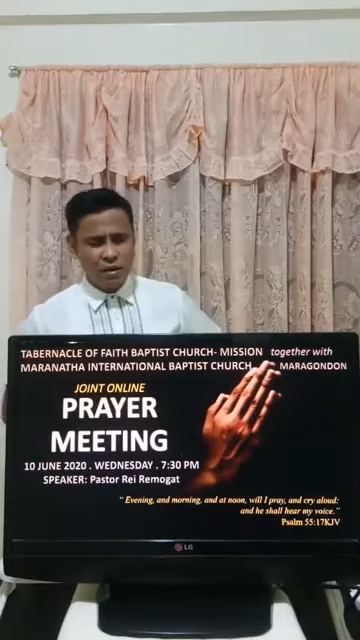 TABERNACLE OF FAITH BAPTIST CHURCH- MISSION together with
MARANATHA INTERNATIONAL BAPTIST CHURCH - MARAGONDON
JOINT ONLINE
PRAYER
MEETING
10 JUNE 2020 . WEDNESDAY . 7:30 PM
SPEAKER: Pastor Rei Remogat
" Evening, and morning, and at noon, will I pray, and cry aloud:
and he shall hear my voice."
Psalm 55:17KJV
LG